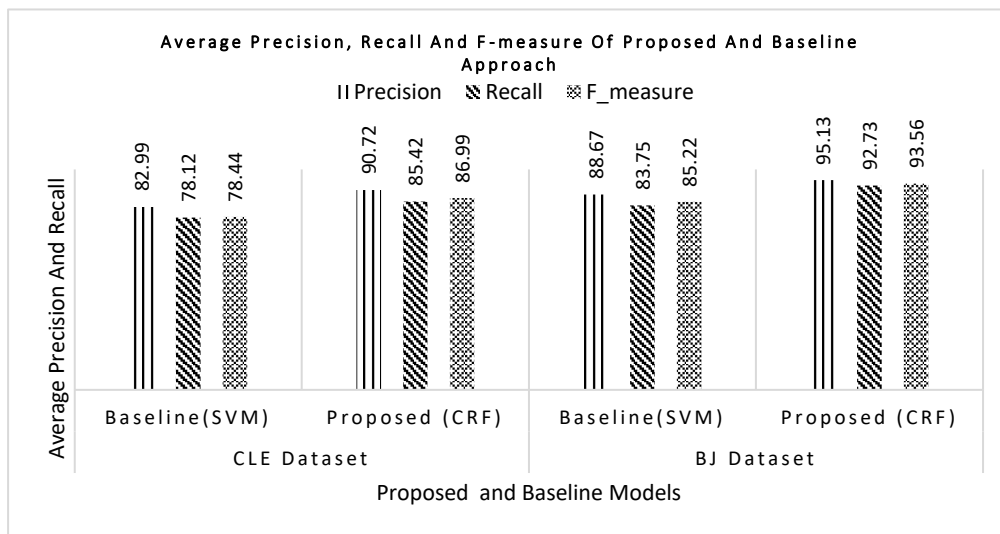 Average Precision, Recall And F-measure Of Proposed And Baseline
Approach
Precision Recall F_measure
82.99
78.12
78.44
90.72
85.42
86.99
88.67
83.75
85.22
95.13
92.73
93.56
Average Precision And Recall
Baseline(SVM) Proposed (CRF) Baseline(SVM) Proposed (CRF)
CLE Dataset BJ Dataset
Proposed and Baseline Models